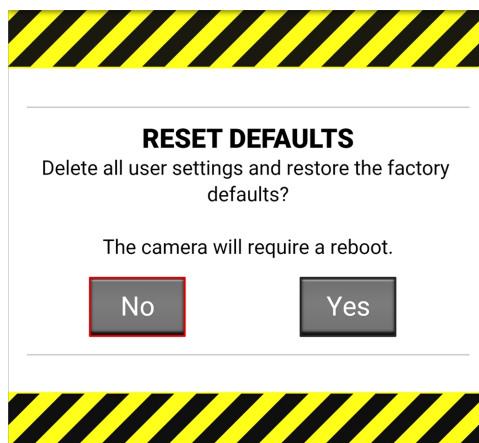 RESET DEFAULTS
Delete all user settings and restore the factory
defaults?
The camera will require a reboot.
No
Yes